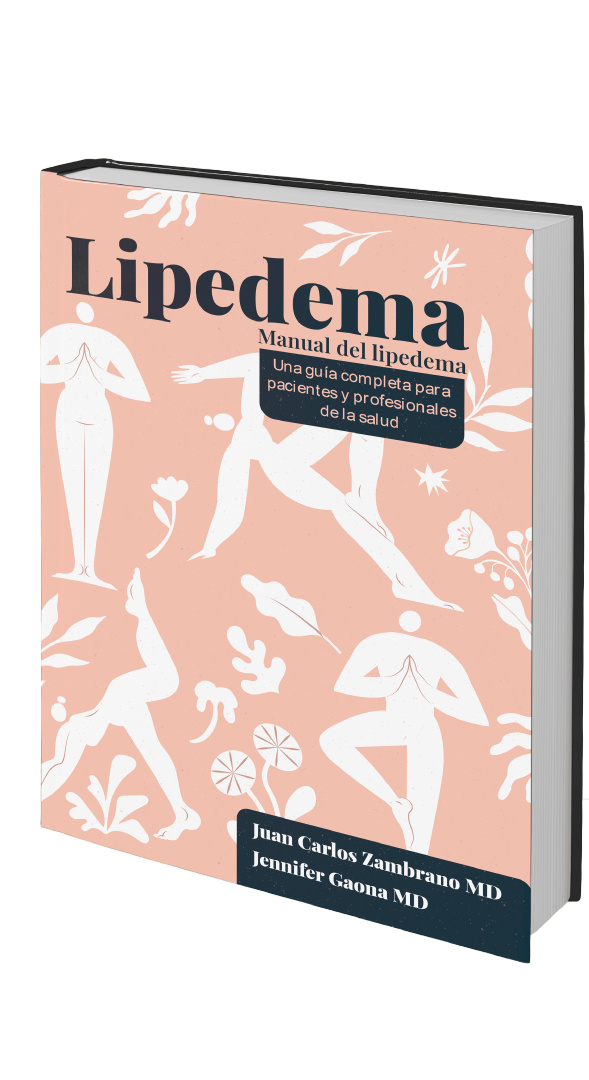 Lipedema
Manual del lipedema
Una guía completa para
pacientes y profesionales
de la salud
Juan Carlos Zambrano MD
Jennifer Gaona MD